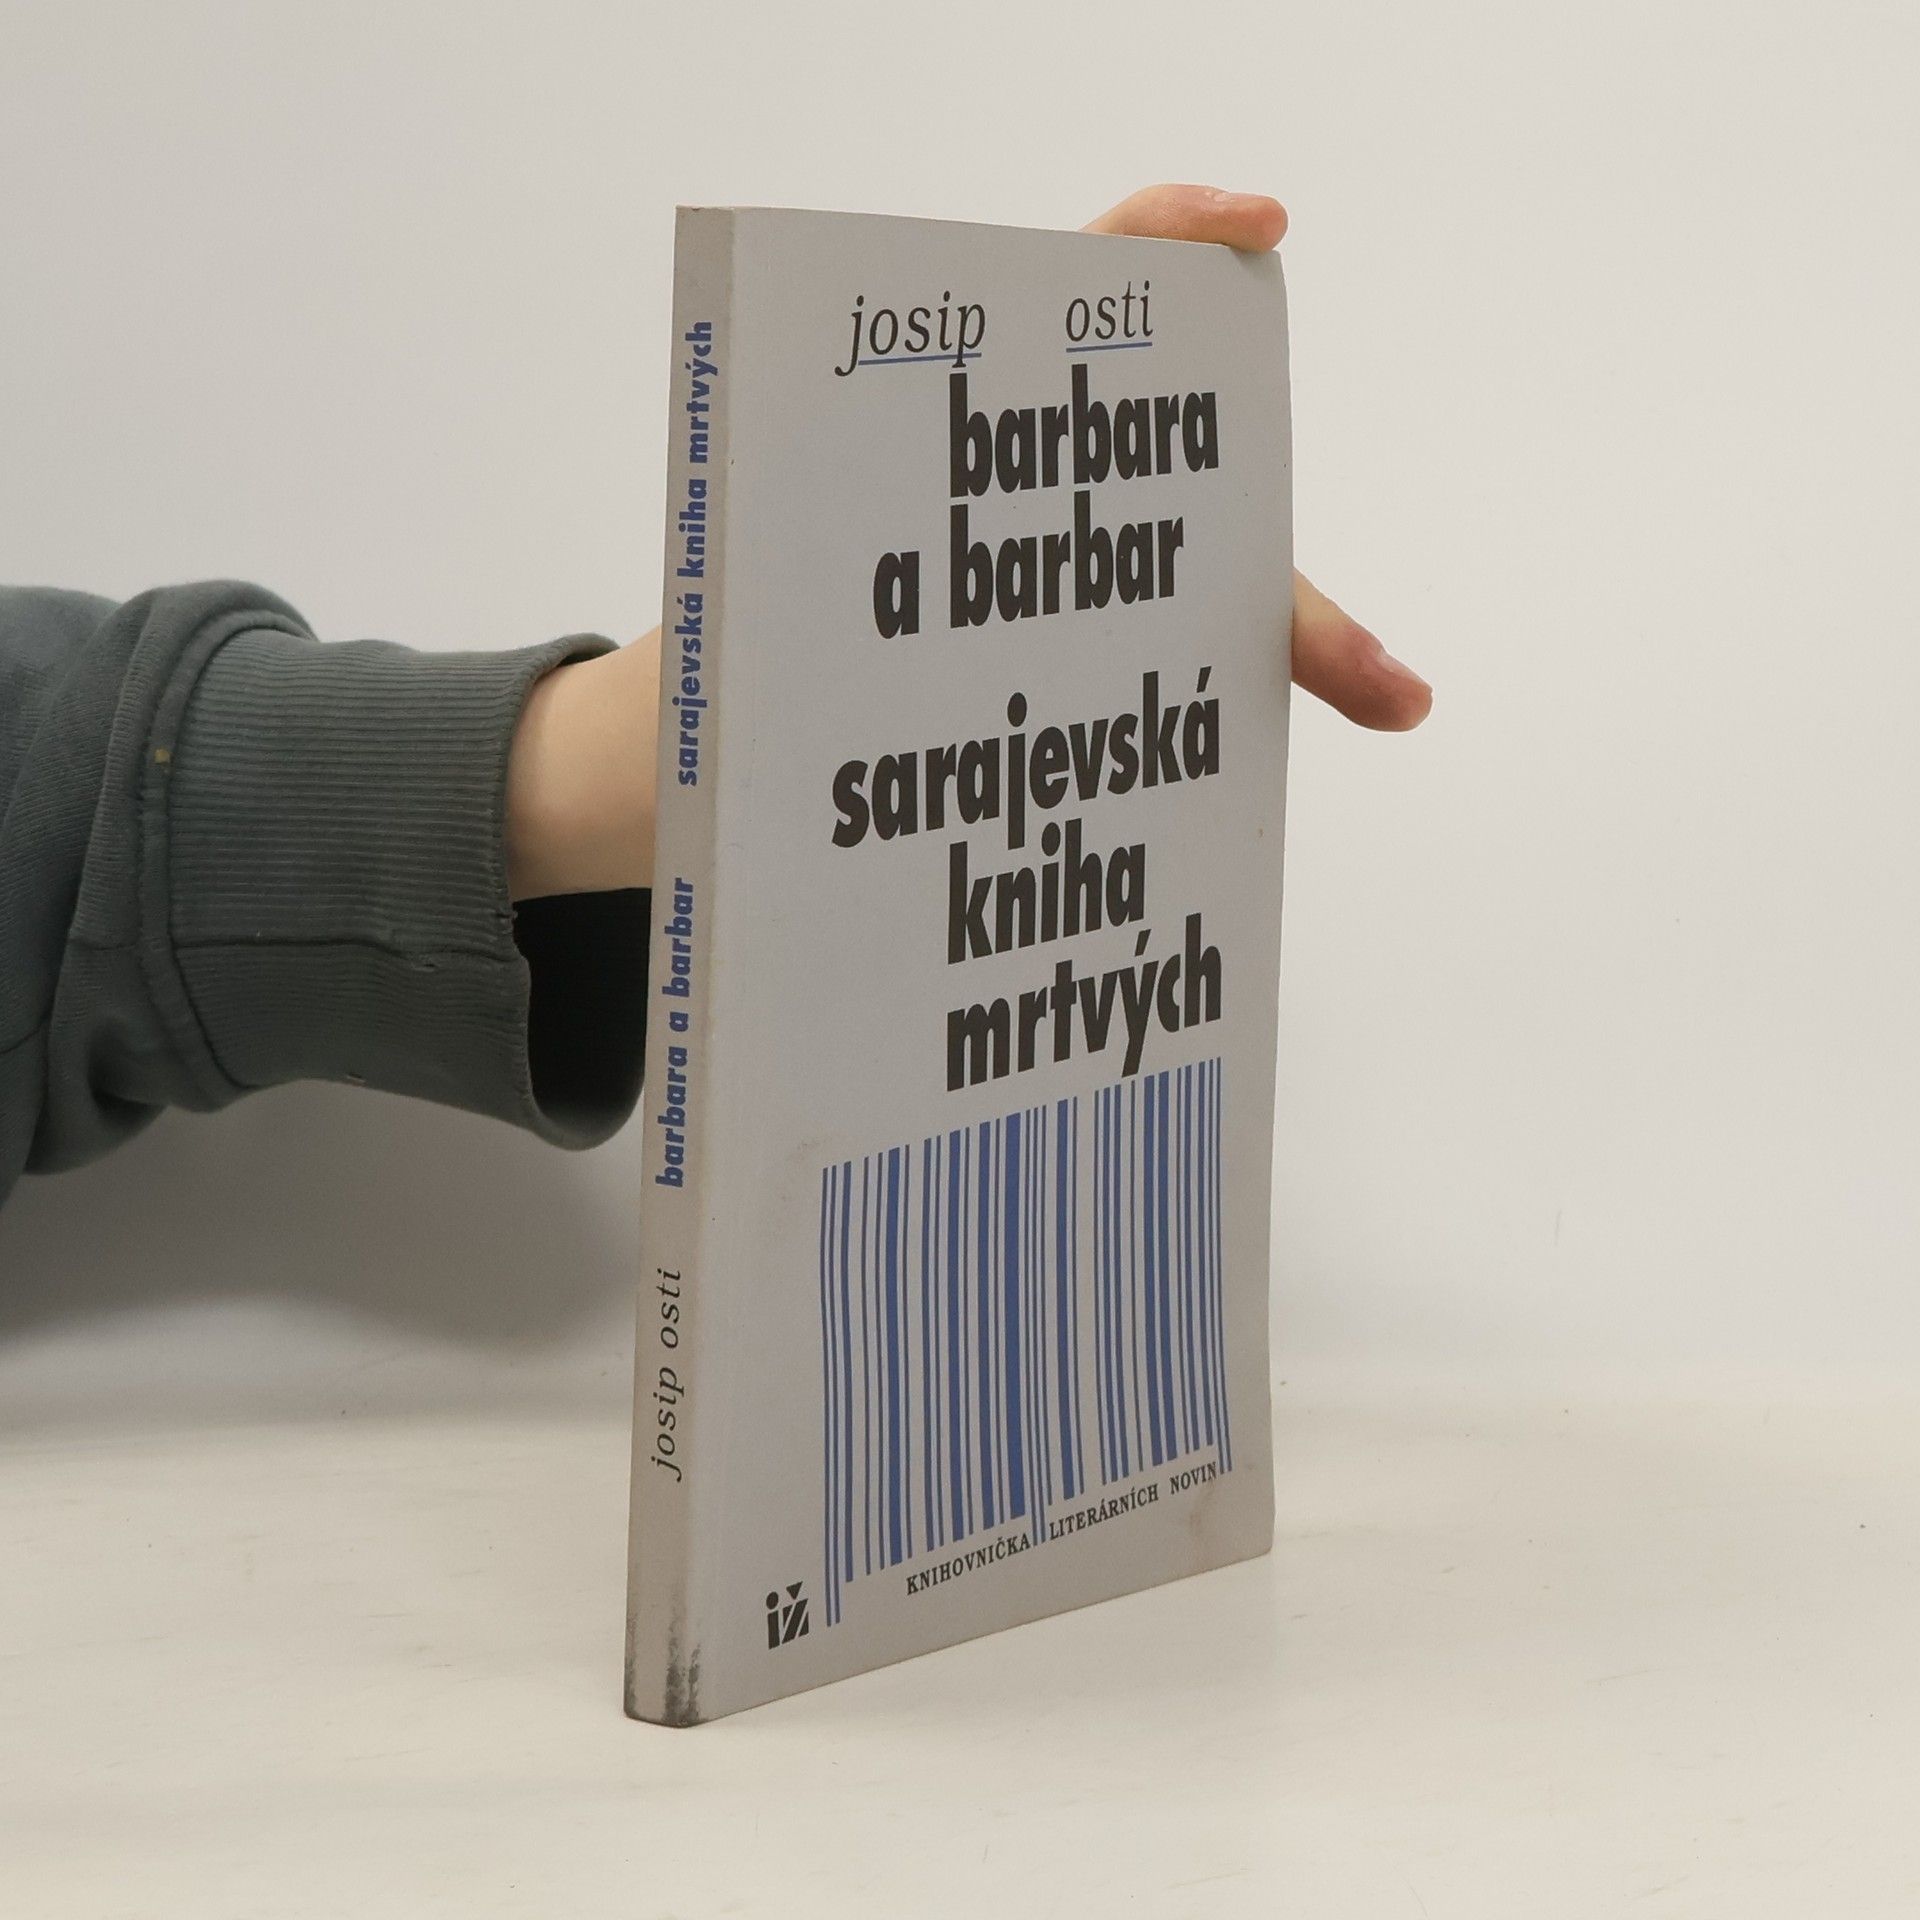 josip osti
barbara
a barbar
sarajevská
kniha
mrtvých
KNIHOVNIČKA LITERÁRNÍCH NOVIN
iž
josip osti barbara a barbar sarajevská kniha mrtvých